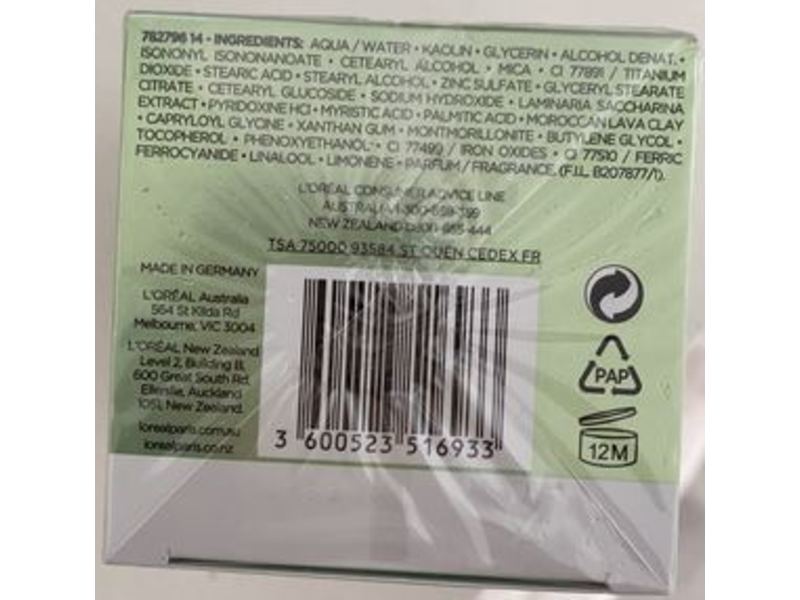 7827961 4 • INGREDIENTS: AQUA / WATER • KAOLIN • GLYCERIN • ALCOHOL DENAT. •
ISONONYL ISONONANOATE • CETEARYL ALCOHOL • MICA • CI 77891 / TITANIUM
DIOXIDE • STEARIC ACID • STEARYL ALCOHOL • ZINC SULFATE • GLYCERYL STEARATE
CITRATE • CETEARYL GLUCOSIDE • SODIUM HYDROXIDE • LAMINARIA SACCHARINA
EXTRACT • PYRIDOXINE HCl • MYRISTIC ACID • PALMITIC ACID • MOROCCAN LAVA CLAY
• CAPRYLOYL GLYCINE • XANTHAN GUM • MONTMORILLONITE • BUTYLENE GLYCOL •
TOCOPHEROL • PHENOXYETHANOL • CI 77499 / IRON OXIDES • CI 77510 / FERRIC
FERROCYANIDE • LINALOOL • LIMONENE • PARFUM / FRAGRANCE. (F.I.L. B207877/1).
L'ORÉAL CONSUMER ADVICE LINE
AUSTRALIA
NEW ZEALAND
TSA 75000 93584 ST OUEN CEDEX FR
MADE IN GERMANY
L'ORÉAL Australia
564 St Kilda Rd
Melbourne, VIC 3004
L'ORÉAL New Zealand
Level 2, Building B,
600 Great South Rd.
Ellerslie, Auckland
1051, New Zealand.
lorealparis.com.au
lorealparis.co.nz
3 600523 516933
PAP
12M